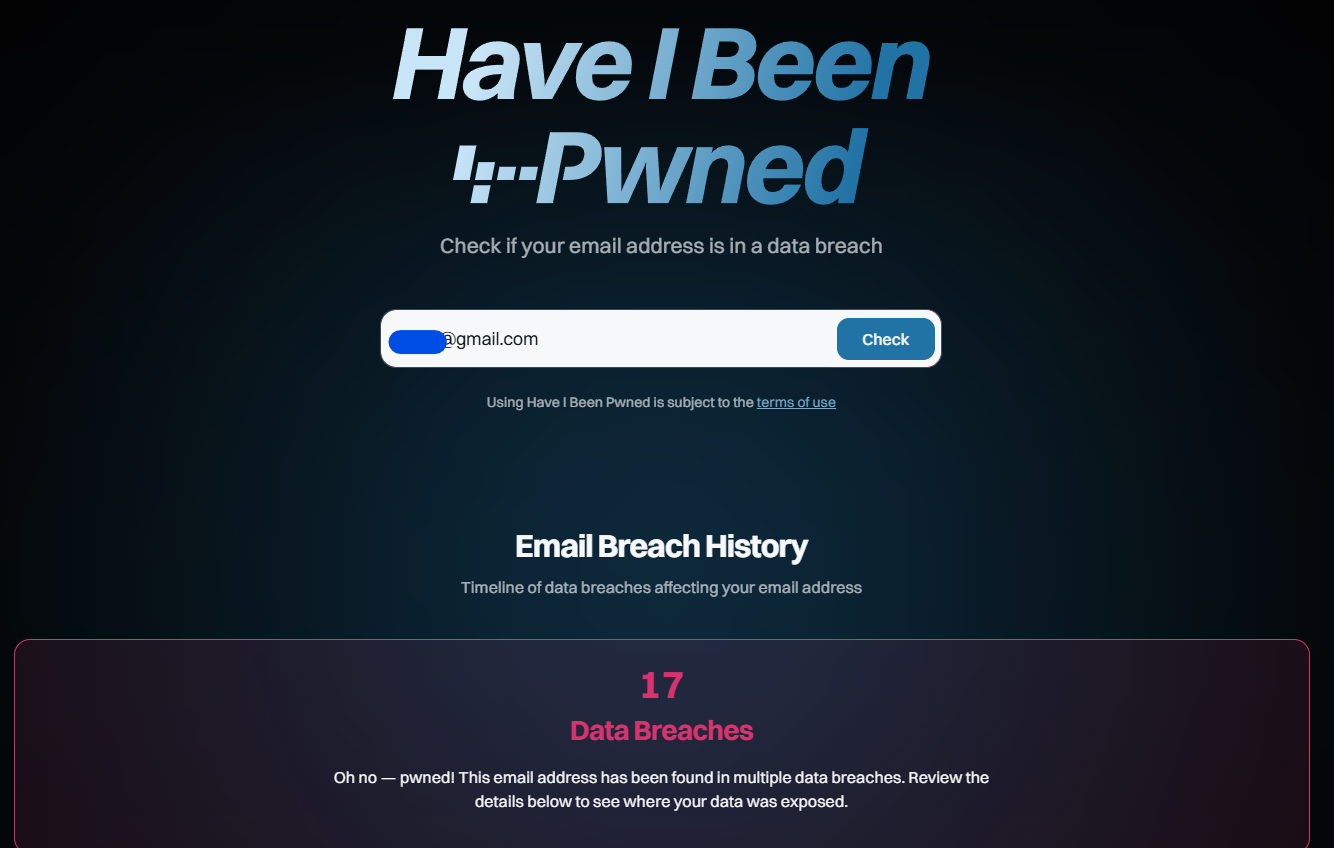 Have I Been
Pwned
Check if your email address is in a data breach
@gmail.com
Check
Using Have I Been Pwned is subject to the terms of use
Email Breach History
Timeline of data breaches affecting your email address
17
Data Breaches
Oh no — pwned! This email address has been found in multiple data breaches. Review the
details below to see where your data was exposed.